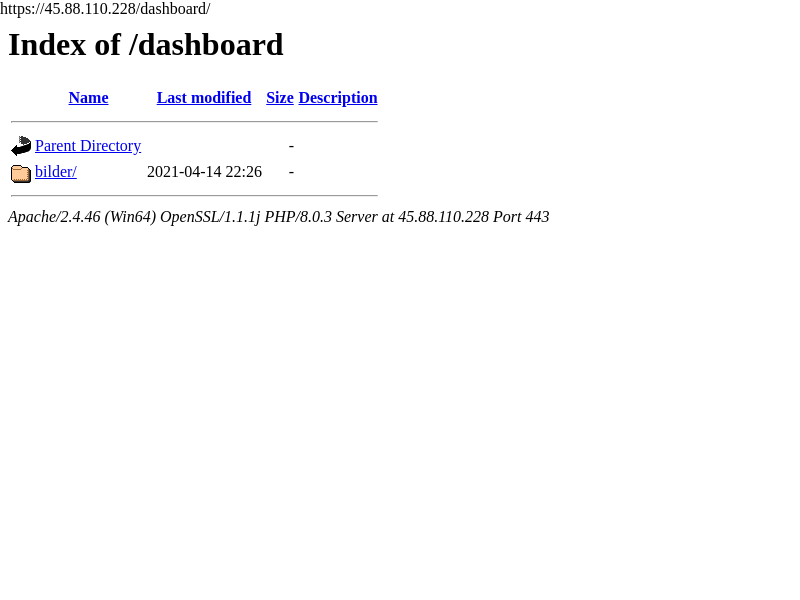 https://45.88.110.228/dashboard/
Index of /dashboard
Name Last modified Size Description
Parent Directory -
bilder/ 2021-04-14 22:26 -
Apache/2.4.46 (Win64) OpenSSL/1.1.1j PHP/8.0.3 Server at 45.88.110.228 Port 443